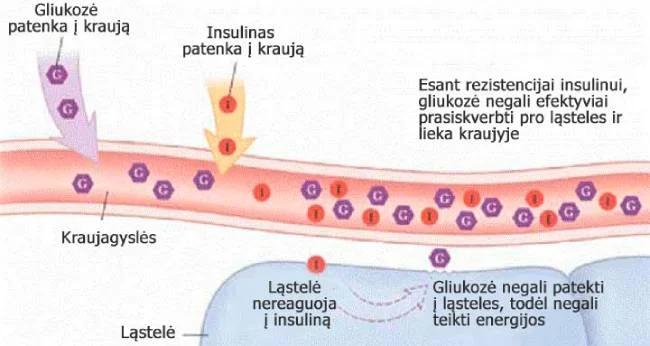 Gliukozė
patenka į kraują
Insulinas
patenka į kraują
Esant rezistencijai insulinui,
gliukozė negali efektyviai
prasiskverbti pro ląsteles ir
lieka kraujyje
G
G
I
I
G
G
G
G
I
G
I
I
G
G
I
G
I
G
I
G
I
G
I
G
I
G
Kraujagyslės
I
G
Ląstelė
nereaguoja
į insuliną
Gliukozė negali patekti
į ląsteles, todėl negali
teikti energijos
Ląstelė